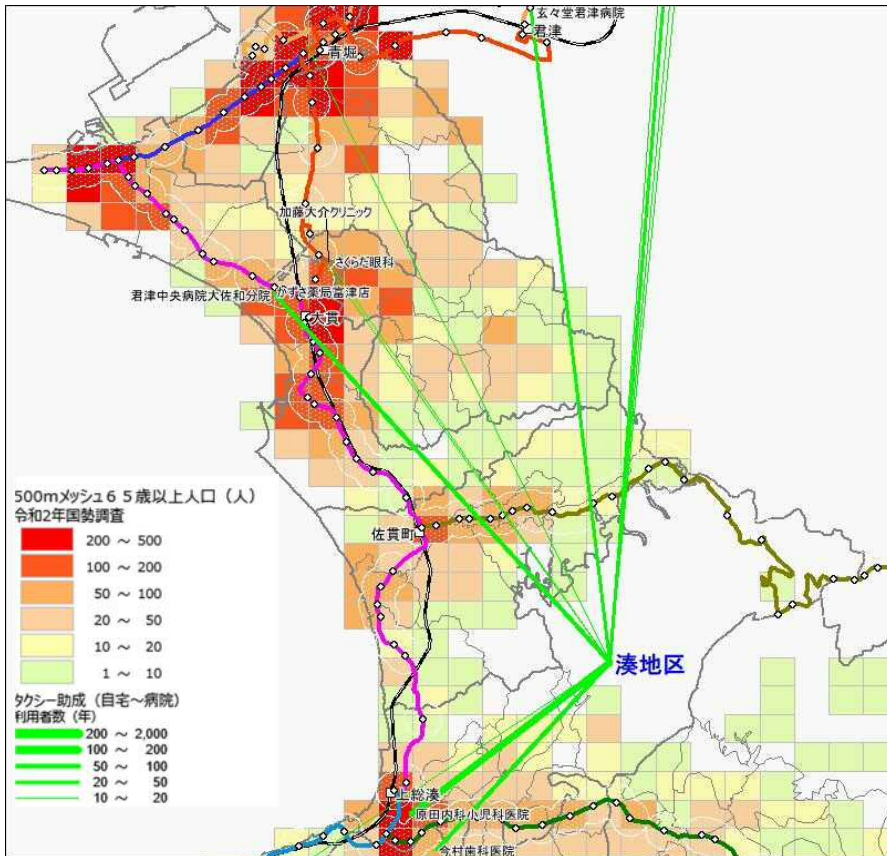 玄々堂君津病院
君津
青堀
加藤大介クリニック
さくらだ眼科
君津中央病院大佐和分院
かずさ薬局富津店
大貫
500mメッシュ65歳以上人口（人）
令和2年国勢調査
200 ～ 500
100 ～ 200
50 ～ 100
20 ～ 50
10 ～ 20
1 ～ 10
佐貫町
湊地区
タクシー助成（自宅～病院）
利用者数（年）
200 ～ 2,000
100 ～ 200
50 ～ 100
20 ～ 50
10 ～ 20
上総湊
原田内科小児科医院
今村歯科医院